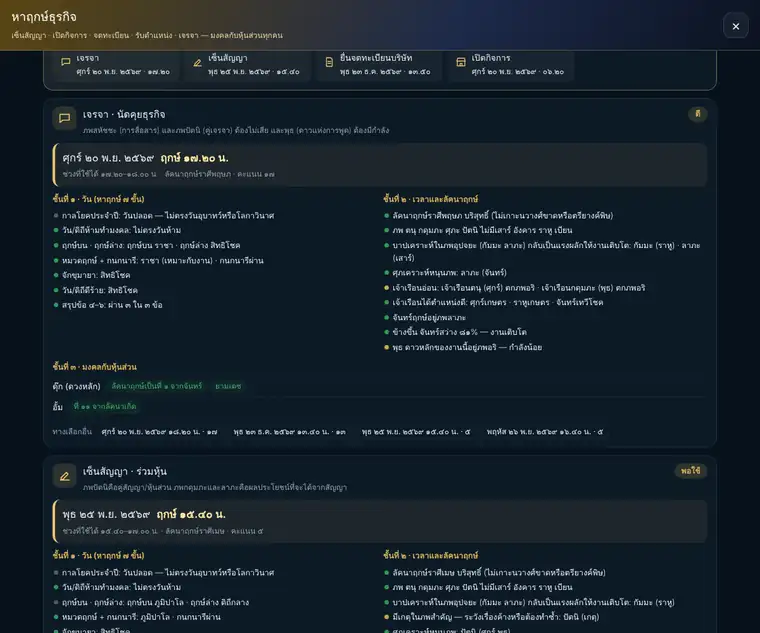 หาฤกษ์ธุรกิจ
เซ็นสัญญา · เปิดกิจการ · จดทะเบียน · รับตำแหน่ง · เจรจา — มงคลกับหุ้นส่วนทุกคน
เจรจา
ศุกร์ ๒๐ พ.ย. ๒๕๖๙ · ๑๗.๒๐
เซ็นสัญญา
พุธ ๒๕ พ.ย. ๒๕๖๙ · ๑๕.๔๐
ยื่นจดทะเบียนบริษัท
พุธ ๒๓ ธ.ค. ๒๕๖๙ · ๑๓.๕๐
เปิดกิจการ
ศุกร์ ๒๐ พ.ย. ๒๕๖๙ · ๐๖.๒๐
เจรจา · นัดคุยธุรกิจ
ดี
ภพสหัชชะ (การสื่อสาร) และภพปัตนิ (คู่เจรจา) ต้องไม่เสีย และพุธ (ดาวแห่งการพูด) ต้องมีกำลัง
ศุกร์ ๒๐ พ.ย. ๒๕๖๙ ฤกษ์ ๑๗.๒๐ น.
ช่วงที่ใช้ได้ ๑๗.๒๐–๑๘.๐๐ น. · ลัคนาฤกษ์ราศีพฤษภ · คะแนน ๑๗
ชั้นที่ ๑ · วัน (หาฤกษ์ ๗ ชั้น)
กาลโยคประจำปี: วันปลอด — ไม่ตรงวันอุบาทว์หรือโลกาวินาศ
วัน/ดิถีห้ามทำมงคล: ไม่ตรงวันห้าม
ฤกษ์บน · ฤกษ์ล่าง: ฤกษ์บน ราชา · ฤกษ์ล่าง สิทธิโชค
หมวดฤกษ์ + กนกนารี: ราชา (เหมาะกับงาน) · กนกนารีผ่าน
จักขุมายา: สิทธิโชค
วัน/ดิถีดีร้าย: สิทธิโชค
สรุปข้อ ๔-๖: ผ่าน ๓ ใน ๓ ข้อ
ชั้นที่ ๒ · เวลาและลัคนาฤกษ์
ลัคนาฤกษ์ราศีพฤษภ บริสุทธิ์ (ไม่เกาะนวางศ์ขาดหรือตรียางค์พิษ)
ภพ ตนุ กดุมภะ ศุภะ ปัตนิ ไม่มีเสาร์ อังคาร ราหู เบียน
บาปเคราะห์ในภพอุปจยะ (กัมมะ ลาภะ) กลับเป็นแรงผลักให้งานเติบโต: กัมมะ (ราหู) · ลาภะ
(เสาร์)
ศุภเคราะห์หนุนภพ: ลาภะ (จันทร์)
เจ้าเรือนอ่อน: เจ้าเรือนตนุ (ศุกร์) ตกภพอริ · เจ้าเรือนกดุมภะ (พุธ) ตกภพอริ
เจ้าเรือนได้ตำแหน่งดี: ศุกร์เกษตร · ราหูเกษตร · จันทร์เทวีโชค
จันทร์ฤกษ์อยู่ภพลาภะ
ข้างขึ้น จันทร์สว่าง ๘๑% — งานเติบโต
พุธ ดาวหลักของงานนี้อยู่ภพอริ — กำลังน้อย
ชั้นที่ ๓ · มงคลกับหุ้นส่วน
ตุ๊ก (ดวงหลัก) ลัคนาฤกษ์เป็นที่ ๑ จากจันทร์ ยามเดช
อั้ม ที่ ๑๑ จากลัคนาเกิด
ทางเลือกอื่น ศุกร์ ๒๐ พ.ย. ๒๕๖๙ ๑๘.๒๐ น. · ๑๗ พุธ ๒๓ ธ.ค. ๒๕๖๙ ๑๓.๔๐ น. · ๑๓ พุธ ๒๕ พ.ย. ๒๕๖๙ ๑๕.๔๐ น. · ๕ พฤหัส ๒๖ พ.ย. ๒๕๖๙ ๑๖.๔๐ น. · ๕
เซ็นสัญญา · ร่วมหุ้น
พอใช้
ภพปัตนิคือคู่สัญญา/หุ้นส่วน ภพกดุมภะและลาภะคือผลประโยชน์ที่จะได้จากสัญญา
พุธ ๒๕ พ.ย. ๒๕๖๙ ฤกษ์ ๑๕.๔๐ น.
ช่วงที่ใช้ได้ ๑๕.๔๐–๑๗.๐๐ น. · ลัคนาฤกษ์ราศีเมษ · คะแนน ๕
ชั้นที่ ๑ · วัน (หาฤกษ์ ๗ ชั้น)
กาลโยคประจำปี: วันปลอด — ไม่ตรงวันอุบาทว์หรือโลกาวินาศ
วัน/ดิถีห้ามทำมงคล: ไม่ตรงวันห้าม
ฤกษ์บน · ฤกษ์ล่าง: ฤกษ์บน ภูมิปาโล · ฤกษ์ล่าง ดิถีกลาง
หมวดฤกษ์ + กนกนารี: ภูมิปาโล · กนกนารีผ่าน
จักขุมายา: สิทธิโชค
ชั้นที่ ๒ · เวลาและลัคนาฤกษ์
ลัคนาฤกษ์ราศีเมษ บริสุทธิ์ (ไม่เกาะนวางศ์ขาดหรือตรียางค์พิษ)
ภพ ตนุ กดุมภะ ศุภะ ปัตนิ ไม่มีเสาร์ อังคาร ราหู เบียน
บาปเคราะห์ในภพอุปจยะ (กัมมะ ลาภะ) กลับเป็นแรงผลักให้งานเติบโต: ลาภะ (ราหู)
มีเกตุในภพสำคัญ — ระวังเรื่องค้างหรือต้องทำซ้ำ: ปัตนิ (เกตุ)
ศุภเคราะห์หนุนภพ: ปัตนิ (ศุกร์ พุธ)